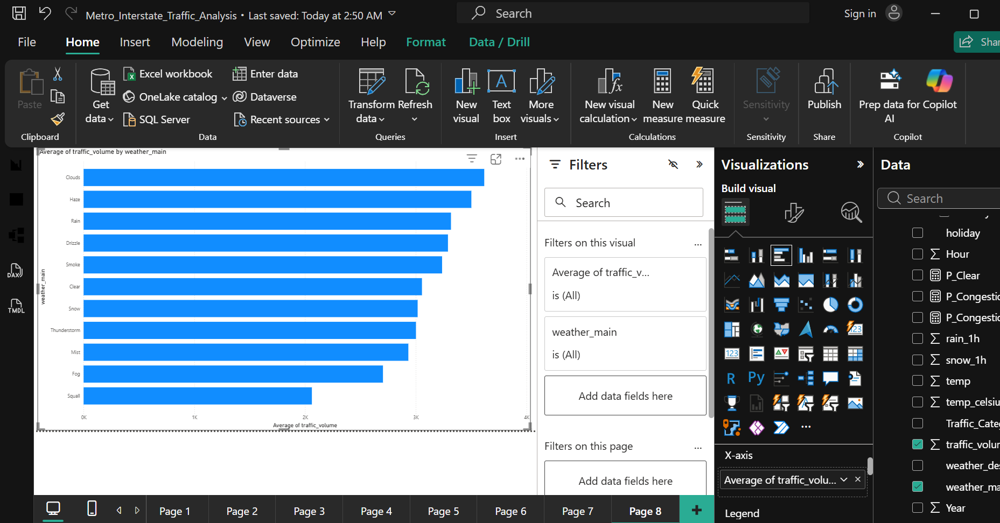 Metro_Interstate_Traffic_Analysis • Last saved: Today at 2:50 AM
Search
Sign in
File
Home
Insert
Modeling
View
Optimize
Help
Format
Data / Drill
Shar
Paste
Clipboard
Get data
Excel workbook
OneLake catalog
SQL Server
Enter data
Dataverse
Recent sources
Data
Transform data
Refresh
Queries
New visual
Text box
More visuals
Insert
New visual calculation
New measure
Quick measure
Calculations
Sensitivity
Sensitivity
Publish
Share
Prep data for AI
Copilot
Copilot
DAX
TMDL
Average of traffic_volume by weather_main
weather_main
Clouds
Haze
Rain
Drizzle
Smoke
Clear
Snow
Thunderstorm
Mist
Fog
Squall
0K
1K
2K
3K
4K
Average of traffic_volume
Filters
Search
Filters on this visual
...
Average of traffic_v...
is (All)
weather_main
is (All)
Add data fields here
Filters on this page
...
Add data fields here
Visualizations
Build visual
123
123
R
Py
...
X-axis
Average of traffic_volu...
Legend
Data
Search
holiday
Hour
P_Clear
P_Congestic
P_Congestic
rain_1h
snow_1h
temp
temp_celsiu
Traffic_Cate
traffic_volur
weather_de
weather_ma
Year
Page 1
Page 2
Page 3
Page 4
Page 5
Page 6
Page 7
Page 8